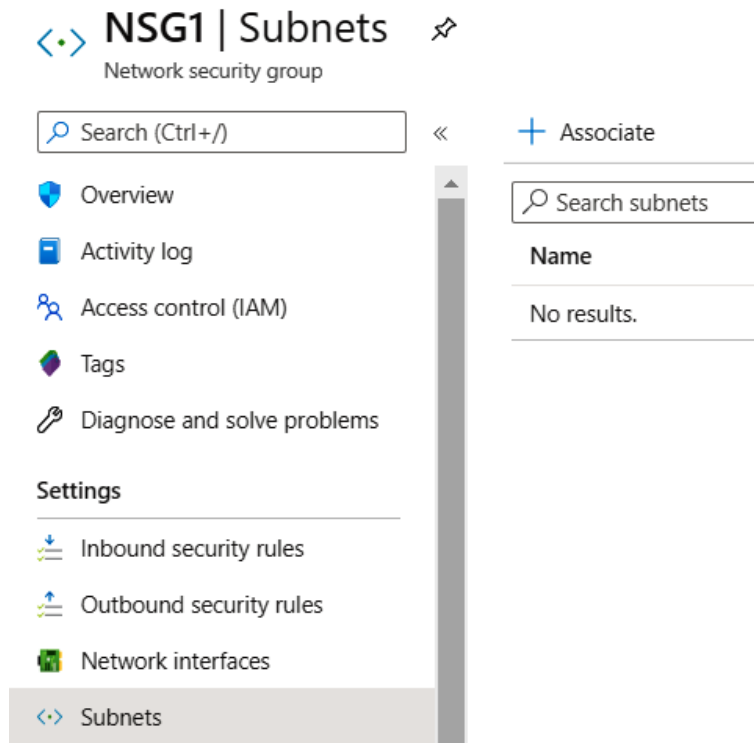 NSG1 | Subnets
Network security group
Search (Ctrl+/)
«
Overview
Activity log
Access control (IAM)
Tags
Diagnose and solve problems
Settings
Inbound security rules
Outbound security rules
Network interfaces
Subnets
+ Associate
Search subnets
Name
No results.